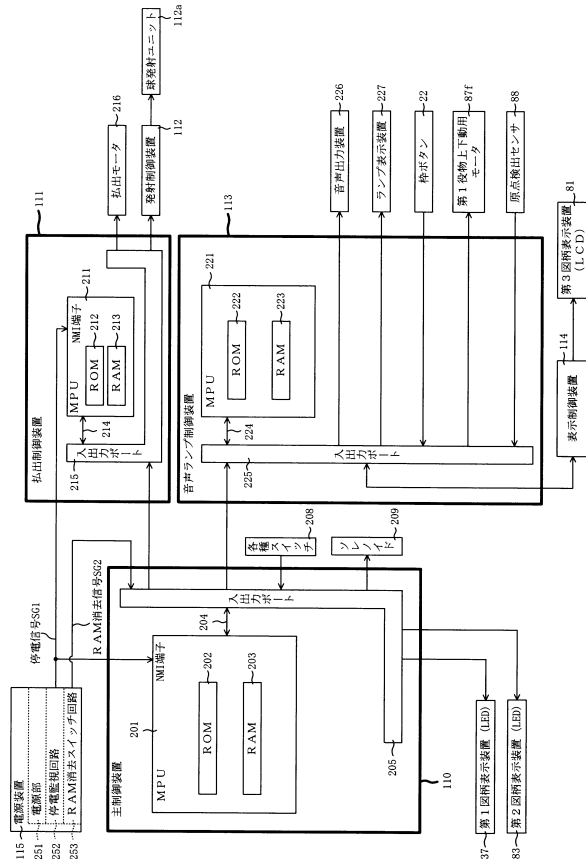 115
電源装置
251
電源部
252
停電監視回路
253
RAM消去スイッチ回路
停電信号SG1
RAM消去信号SG2
主制御装置
110
201
MPU
NMI端子
202
ROM
203
RAM
204
入出力ポート
205
各種スイッチ
208
ソレノイド
209
37
第1図柄表示装置(LED)
83
第2図柄表示装置(LED)
払出制御装置
111
211
MPU
NMI端子
212
ROM
213
RAM
214
215
入出力ポート
払出モータ
216
発射制御装置
112
球発射ユニット
112a
音声ランプ制御装置
113
221
MPU
222
ROM
223
RAM
224
225
入出力ポート
音声出力装置
226
ランプ表示装置
227
枠ボタン
22
第1役物上下動用
モータ
87f
原点検出センサ
88
表示制御装置
114
第3図柄表示装置
(LCD)
81